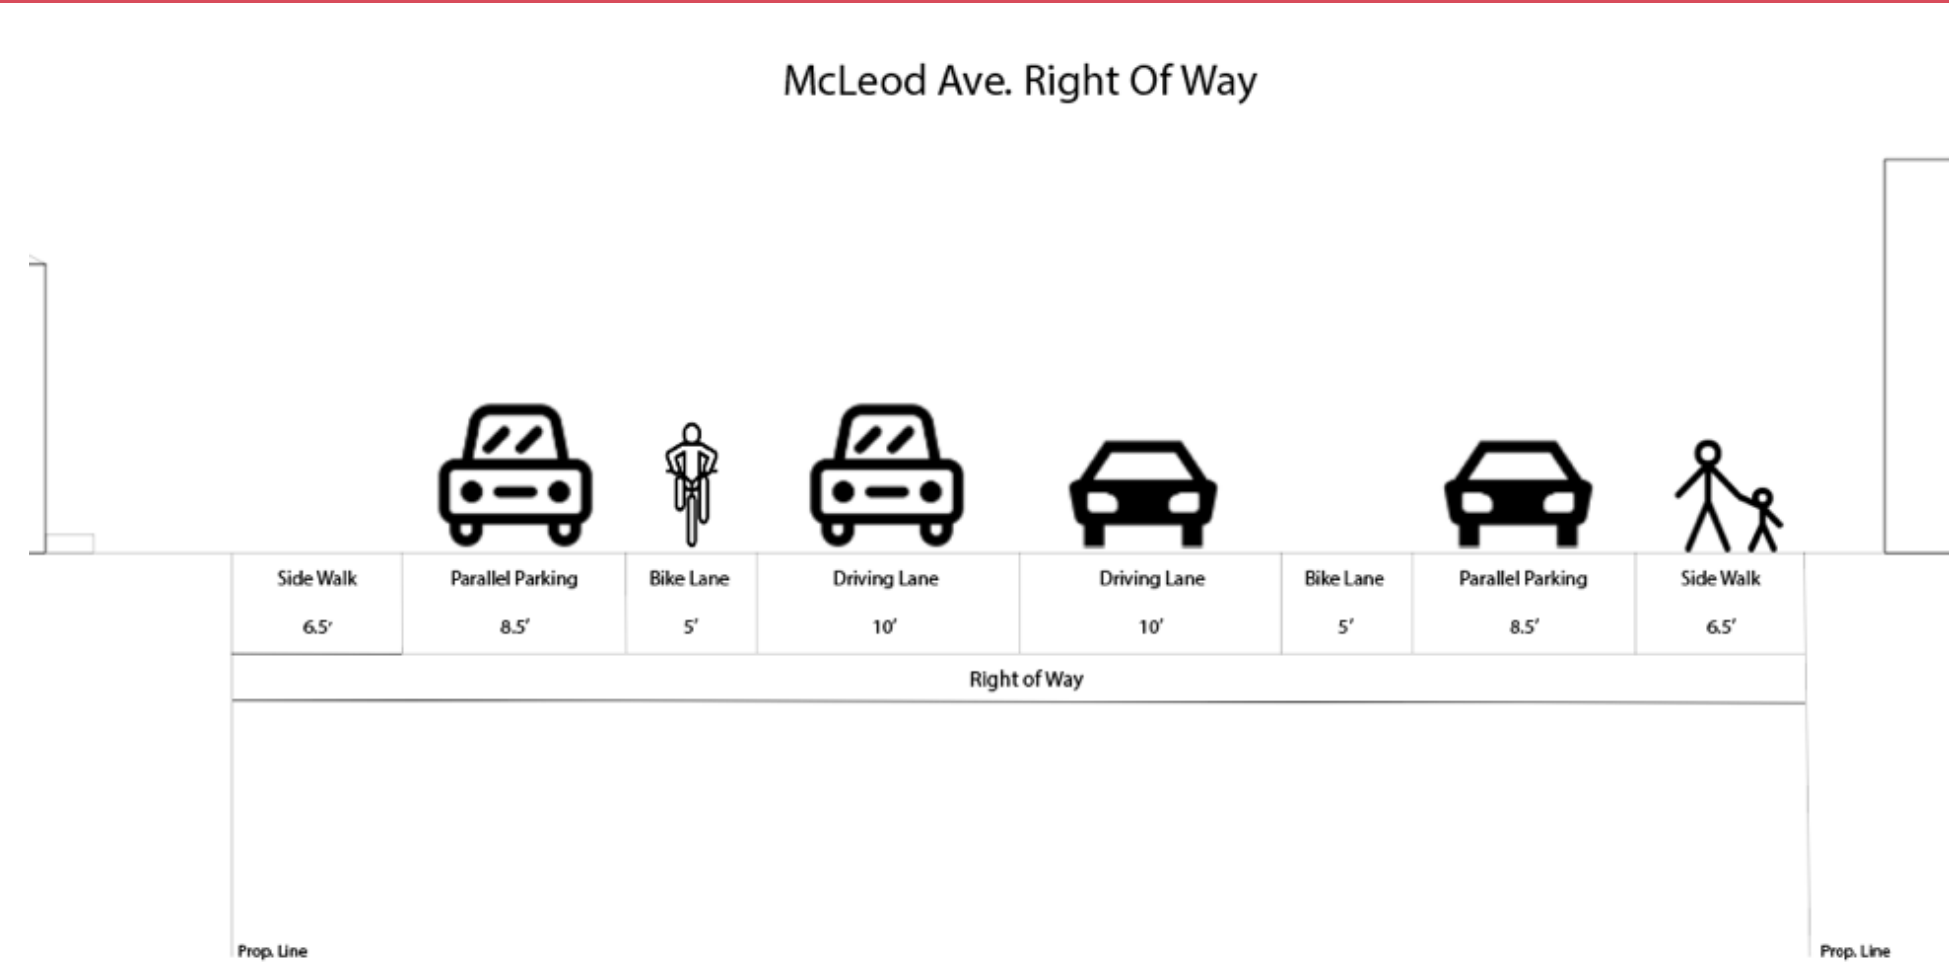 McLeod Ave. Right Of Way
Side Walk
Parallel Parking
Bike Lane
Driving Lane
Driving Lane
Bike Lane
Parallel Parking
Side Walk
6.5'
8.5'
5'
10'
10'
5'
8.5'
6.5'
Right of Way
Prop. Line
Prop. Line